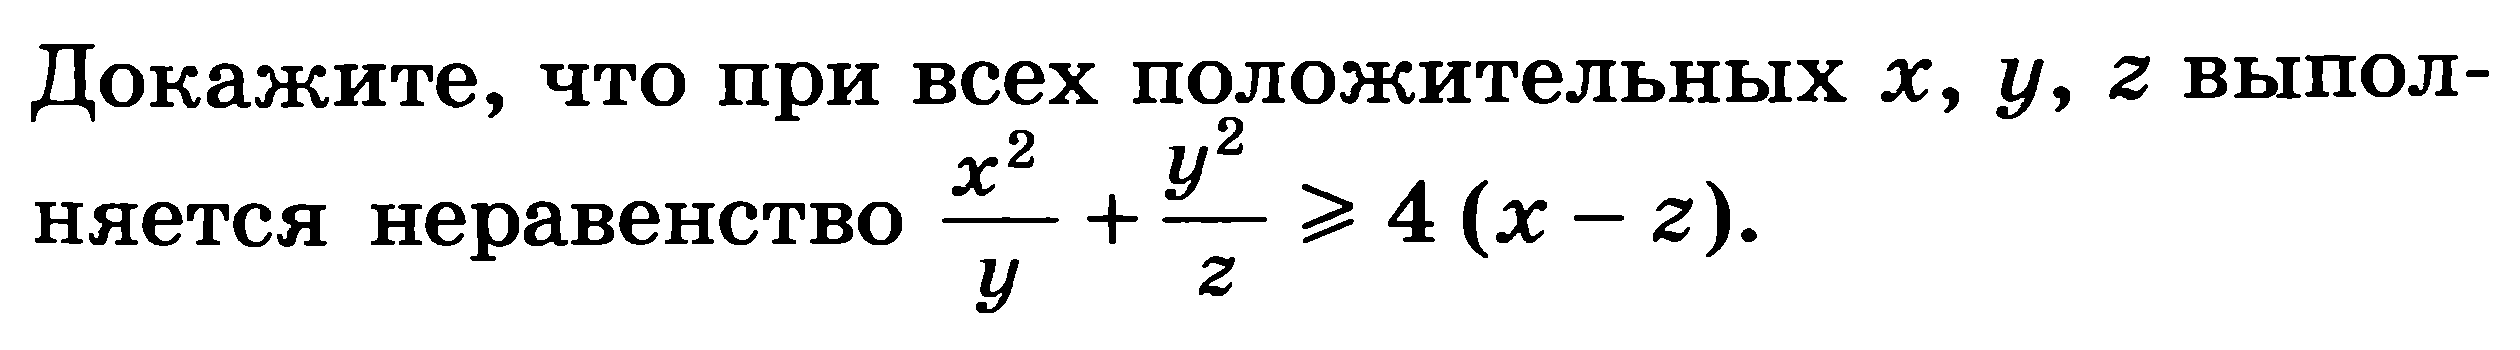 Докажите, что при всех положительных x, y, z выпол-
няется неравенство x²/y + y²/z ⩾ 4 (x − z).